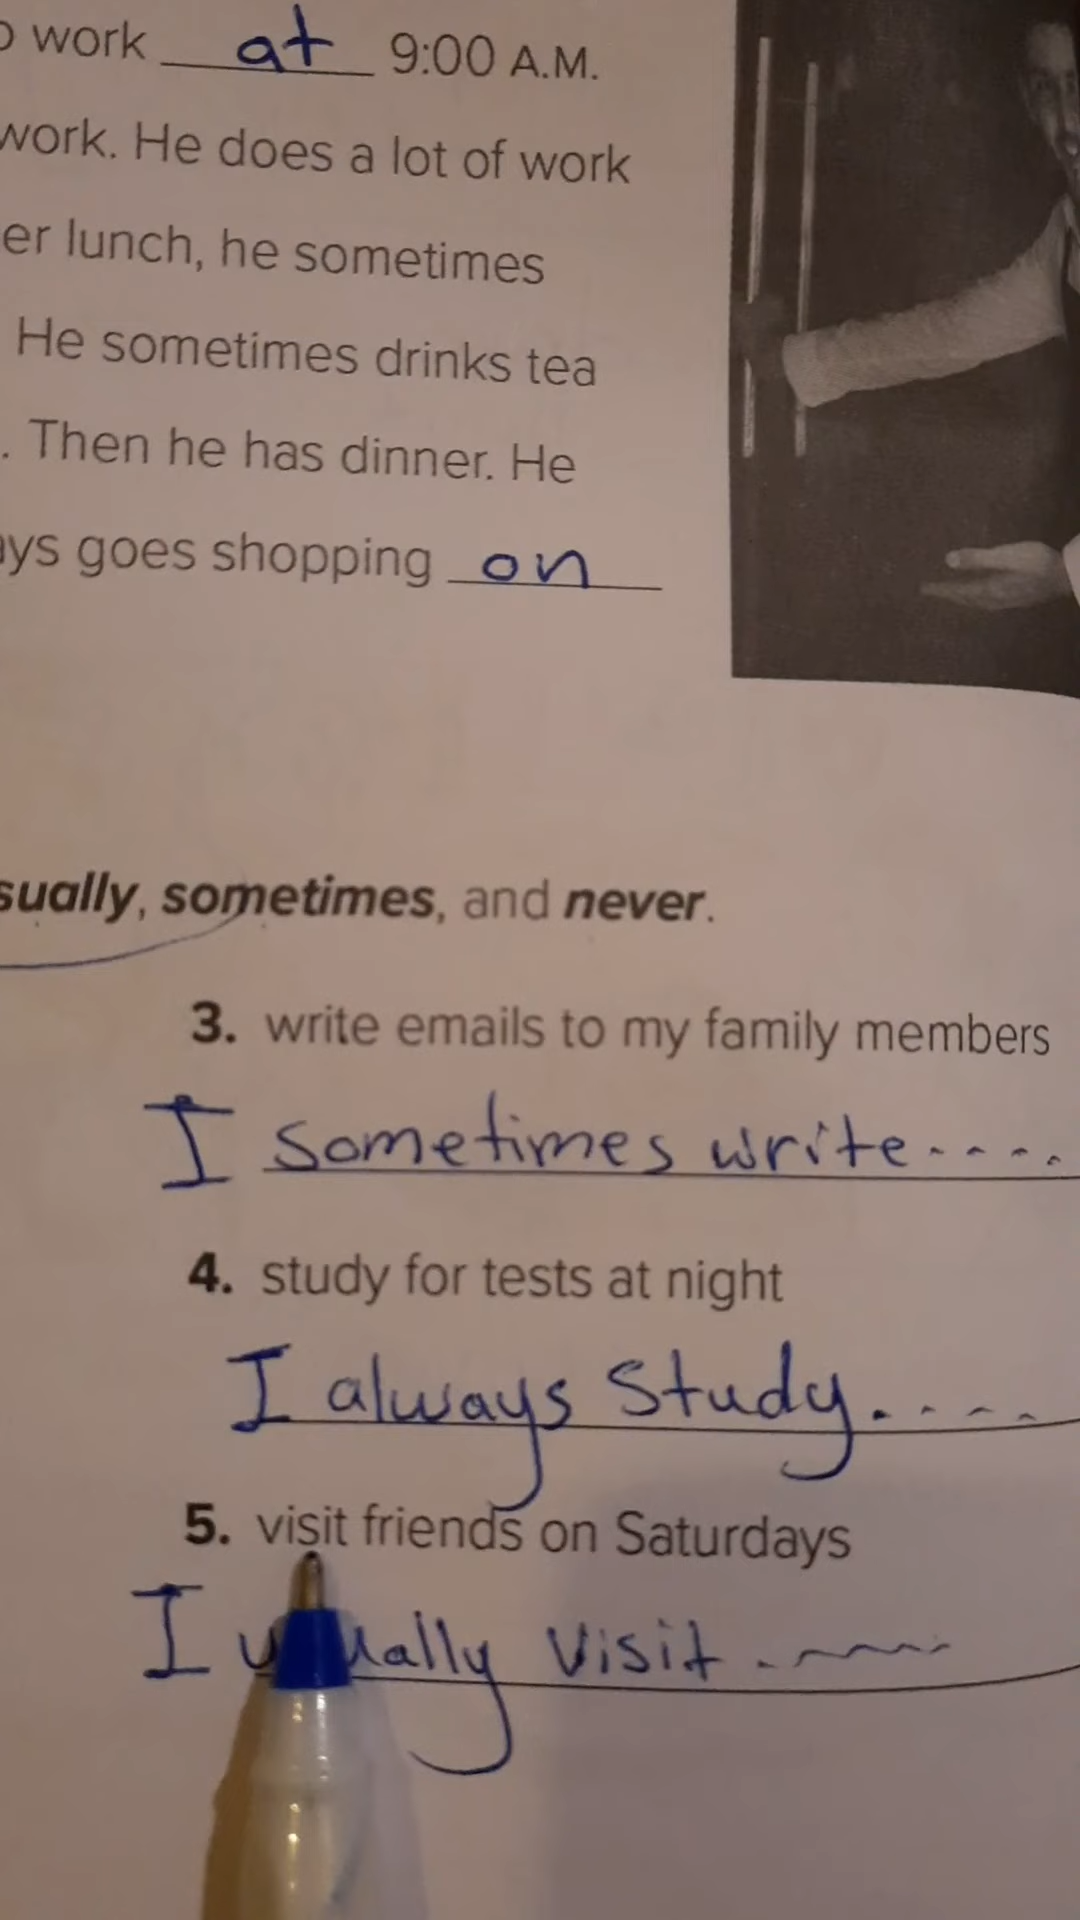 work at 9:00 A.M.
work. He does a lot of work
er lunch, he sometimes
He sometimes drinks tea
. Then he has dinner. He
ys goes shopping on
sually, sometimes, and never.
3. write emails to my family members
I sometimes write....
4. study for tests at night
I always study.....
5. visit friends on Saturdays
I usually visit.